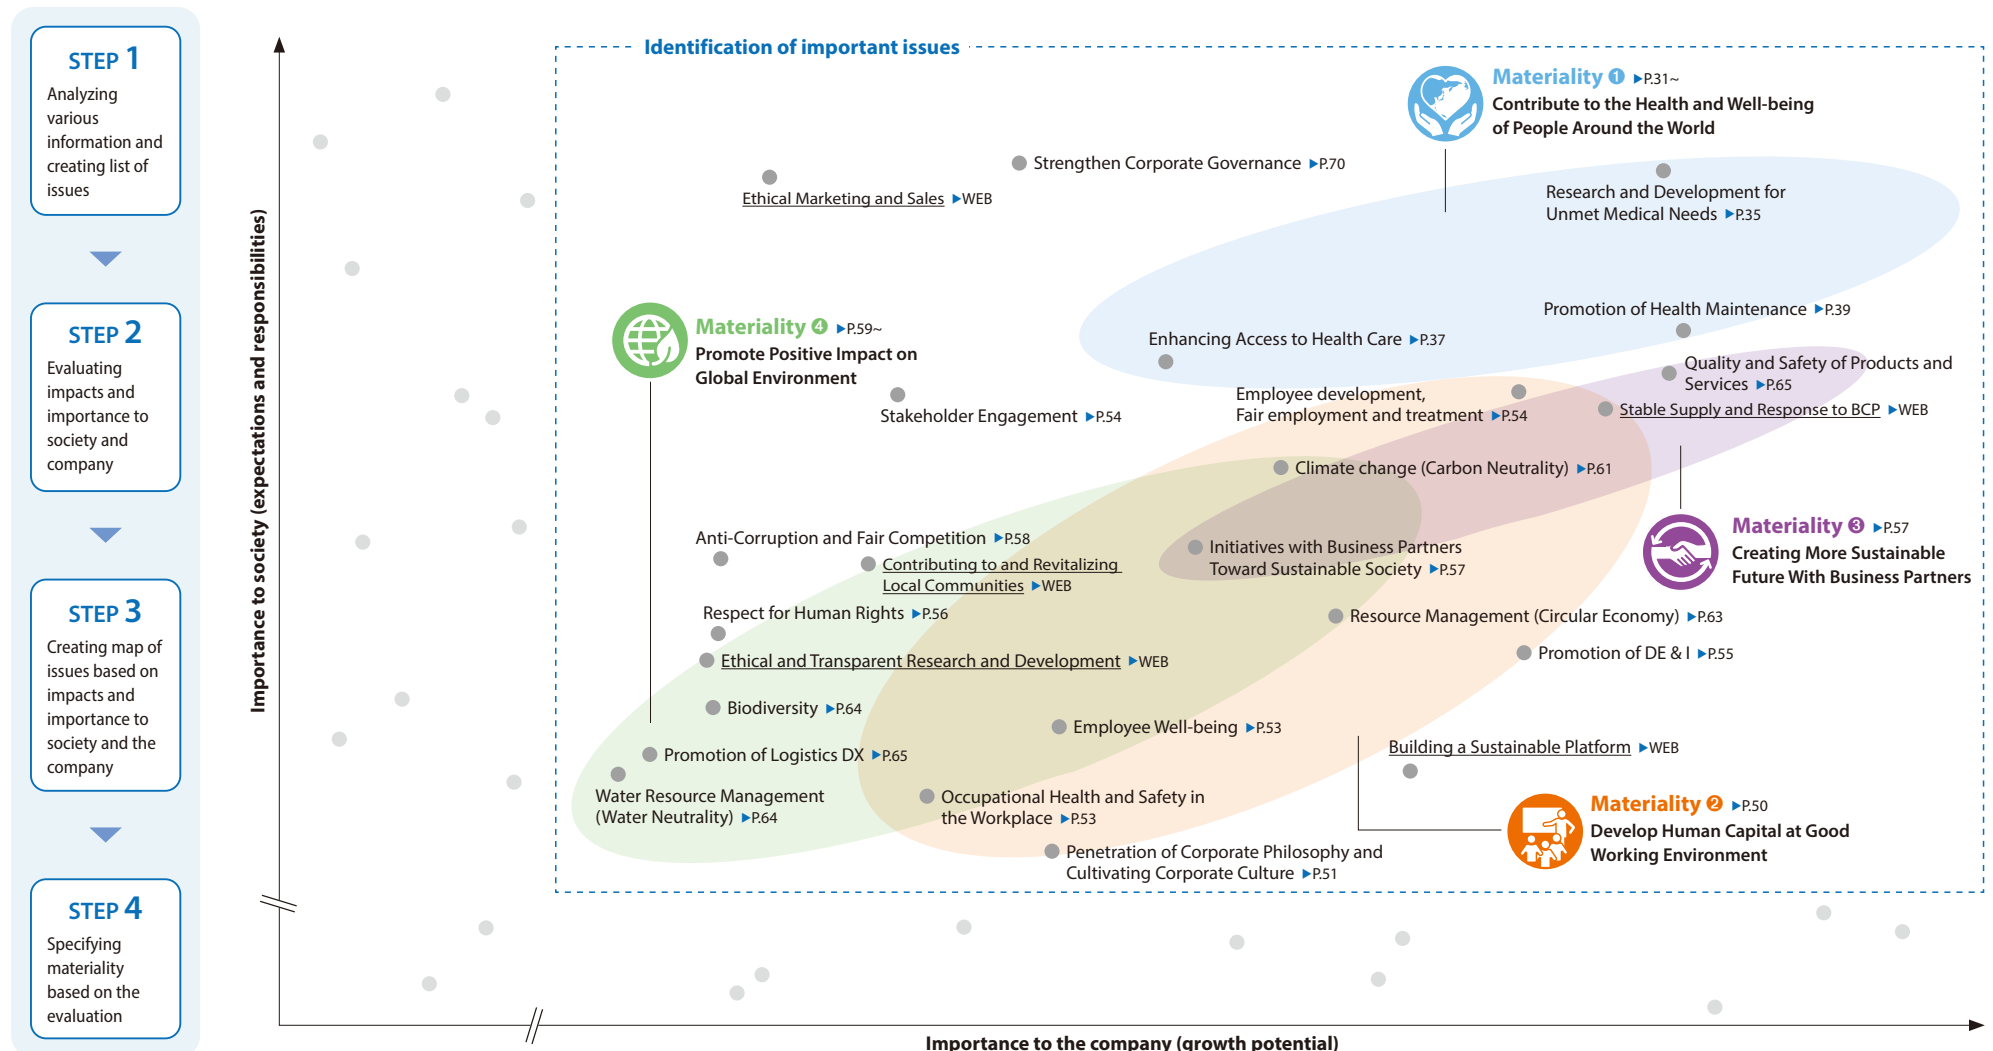 STEP 1
Analyzing
various
information and
creating list of
issues
STEP 2
Evaluating
impacts and
importance to
society and
company
STEP 3
Creating map of
issues based on
impacts and
importance to
society and the
company
STEP 4
Specifying
materiality
based on the
evaluation
Importance to society (expectations and responsibilities)
Identification of important issues
Materiality ❶ ▶P.31~
Contribute to the Health and Well-being
of People Around the World
Strengthen Corporate Governance ▶P.70
Ethical Marketing and Sales ▶WEB
Research and Development for
Unmet Medical Needs ▶P.35
Promotion of Health Maintenance ▶P.39
Materiality ❹ ▶P.59~
Promote Positive Impact on
Global Environment
Enhancing Access to Health Care ▶P.37
Quality and Safety of Products and
Services ▶P.65
Stakeholder Engagement ▶P.54
Employee development,
Fair employment and treatment ▶P.54
Stable Supply and Response to BCP ▶WEB
Climate change (Carbon Neutrality) ▶P.61
Materiality ❸ ▶P.57
Creating More Sustainable
Future With Business Partners
Anti-Corruption and Fair Competition ▶P.58
Contributing to and Revitalizing
Local Communities ▶WEB
Initiatives with Business Partners
Toward Sustainable Society ▶P.57
Respect for Human Rights ▶P.56
Resource Management (Circular Economy) ▶P.63
Ethical and Transparent Research and Development ▶WEB
Promotion of DE & I ▶P.55
Biodiversity ▶P.64
Employee Well-being ▶P.53
Promotion of Logistics DX ▶P.65
Building a Sustainable Platform ▶WEB
Water Resource Management
(Water Neutrality) ▶P.64
Occupational Health and Safety in
the Workplace ▶P.53
Materiality ❷ ▶P.50
Develop Human Capital at Good
Working Environment
Penetration of Corporate Philosophy and
Cultivating Corporate Culture ▶P.51
Importance to the company (growth potential)